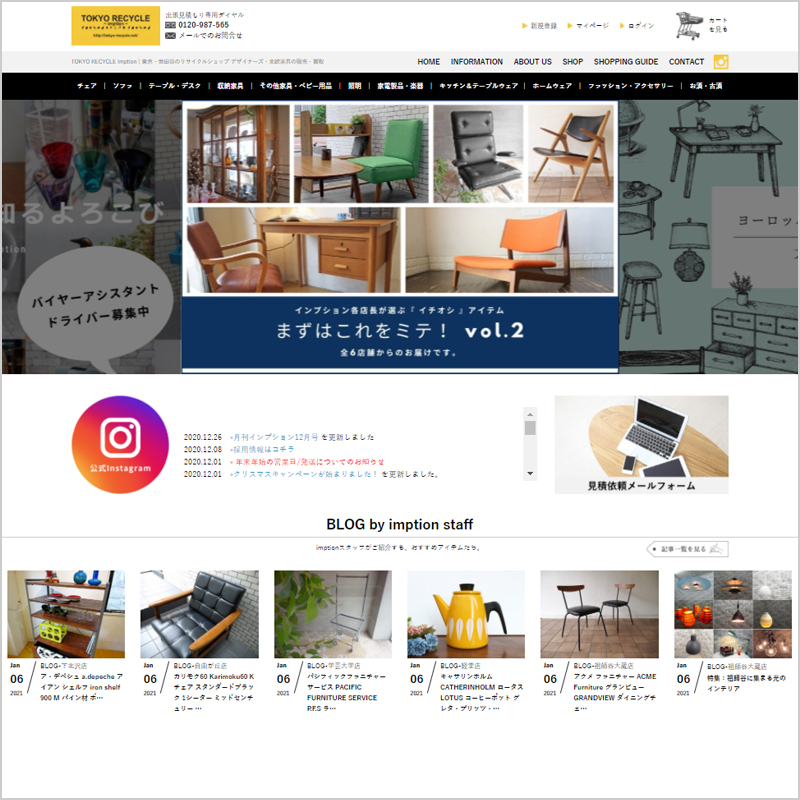 TOKYO RECYCLE
~imption~
http://tokyo-recycle.net
出張見積もり専用ダイヤル
0120-987-565
メールでのお問合せ
新規登録
マイページ
ログイン
カート
を見る
TOKYO RECYCLE imption｜東京・世田谷のリサイクルショップ デザイナーズ・北欧家具の販売・買取
HOME INFORMATION ABOUT US SHOP SHOPPING GUIDE CONTACT
チェア | ソファ | テーブル・デスク | 収納家具 | その他家具・ベビー用品 | 照明 | 家電製品・楽器 | キッチン&テーブルウェア | ホームウェア | ファッション・アクセサリー | お酒・古酒
知るよろこび
ption
バイヤーアシスタント
ドライバー募集中
インプション各店長が選ぶ『 イチオシ 』アイテム
まずはこれをミテ！ vol.2
全6店舗からのお届けです。
ヨーロッ
公式Instagram
2020.12.26 ◦月刊インプション12月号 を更新しました
2020.12.08 ◦採用情報はコチラ
2020.12.01 ◦ 年末年始の営業日/発送についてのお知らせ
2020.12.01 ◦クリスマスキャンペーンが始まりました！ を更新しました。
見積依頼メールフォーム
BLOG by imption staff
imptionスタッフがご紹介する、おすすめアイテムたち。
記事一覧を見る
Jan
06
2021
BLOG•下北沢店
ア・デペシュ a.depeche ア
イアン シェルフ iron shelf
900 M パイン材 ボ…
Jan
06
2021
BLOG•自由が丘店
カリモク60 Karimoku60 K
チェア スタンダードブラッ
ク 1シーター ミッドセンチ
ュリー …
Jan
06
2021
BLOG•学芸大学店
パシフィックファニチャー
サービス PACIFIC
FURNITURE SERVICE
P.F.S ラ…
Jan
06
2021
BLOG•経堂店
キャサリンホルム
CATHERINHOLM ロータス
LOTUS コーヒーポット グ
レタ・プリッツ・…
Jan
06
2021
BLOG•祖師谷大蔵店
アクメ ファニチャー ACME
Furniture グランビュー
GRANDVIEW ダイニングチ
ェ…
Jan
06
2021
BLOG•祖師谷大蔵店
特集：祖師谷に集まる光の
インテリア